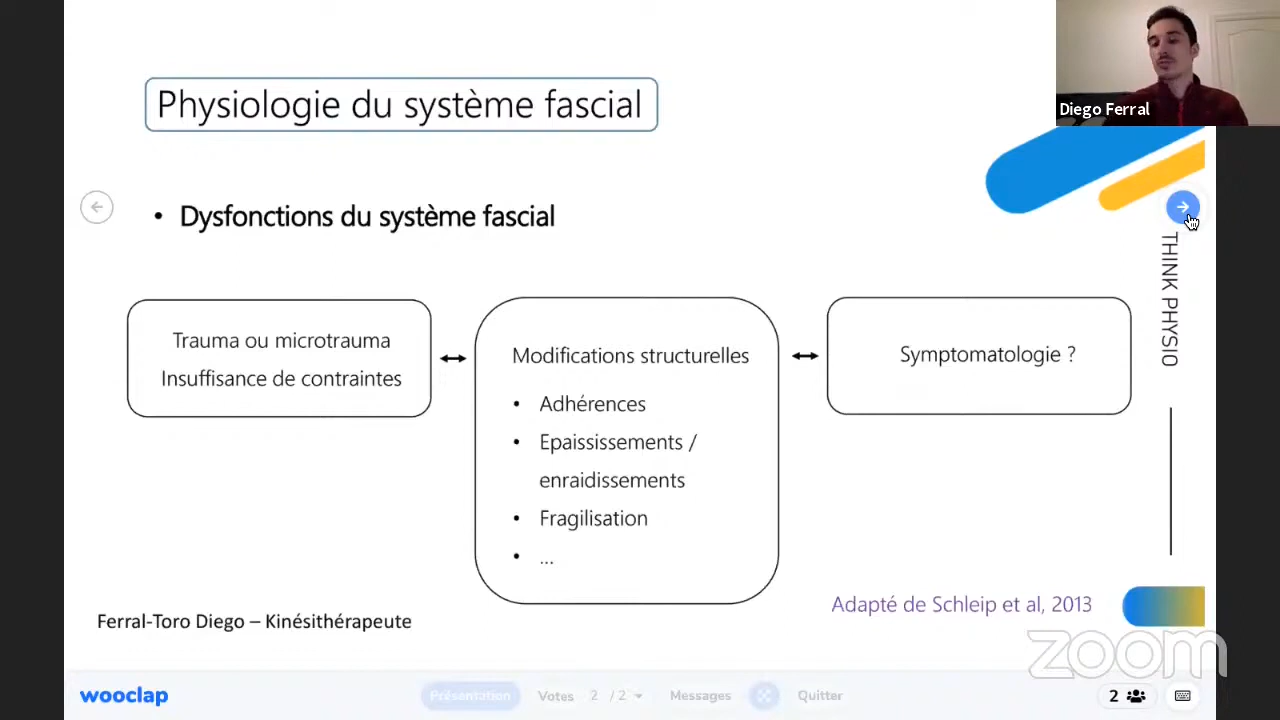 Physiologie du système fascial
Diego Ferral
• Dysfonctions du système fascial
THINK PHYSIO
Trauma ou microtrauma
Insuffisance de contraintes
Modifications structurelles
• Adhérences
• Epaississements /
enraidissements
• Fragilisation
• ...
Symptomatologie ?
Adapté de Schleip et al, 2013
Ferral-Toro Diego – Kinésithérapeute
zoom
wooclap
Présentation
Votes
2 / 2
Messages
Quitter
2